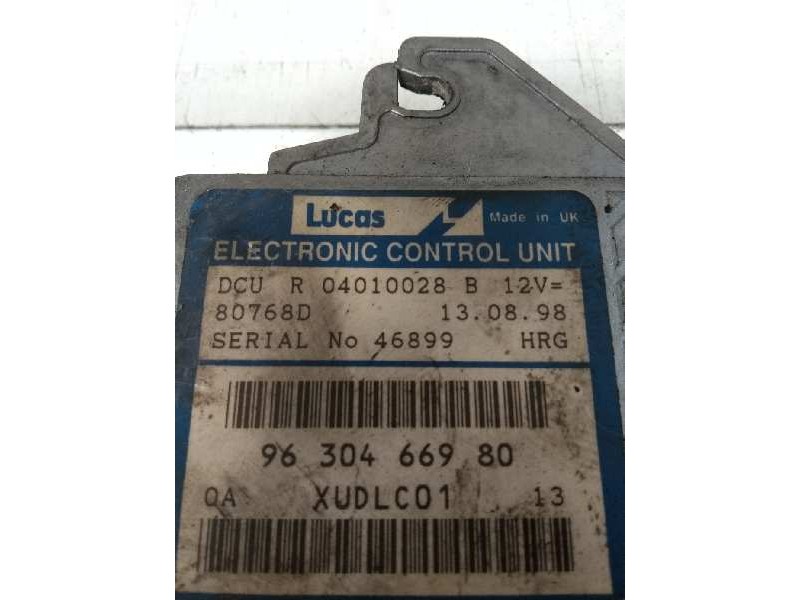 Lucas
Made in UK
ELECTRONIC CONTROL UNIT
DCU R 04010028 B 12V=
80768D 13.08.98
SERIAL No 46899 HRG
96 304 669 80
QA XUDLC01 13